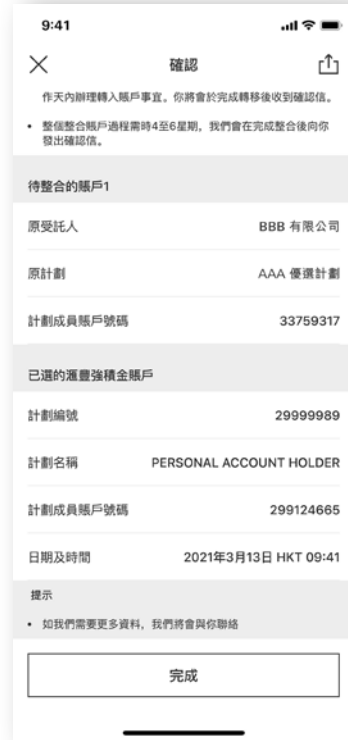 9:41
確認
作天內辦理轉入賬戶事宜。你將會於完成轉移後收到確認信。
• 整個整合賬戶過程需時4至6星期，我們會在完成整合後向你
發出確認信。
待整合的賬戶1
原受託人 BBB 有限公司
原計劃 AAA 優選計劃
計劃成員賬戶號碼 33759317
已選的滙豐強積金賬戶
計劃編號 29999989
計劃名稱 PERSONAL ACCOUNT HOLDER
計劃成員賬戶號碼 299124665
日期及時間 2021年3月13日 HKT 09:41
提示
• 如我們需要更多資料，我們將會與你聯絡
完成